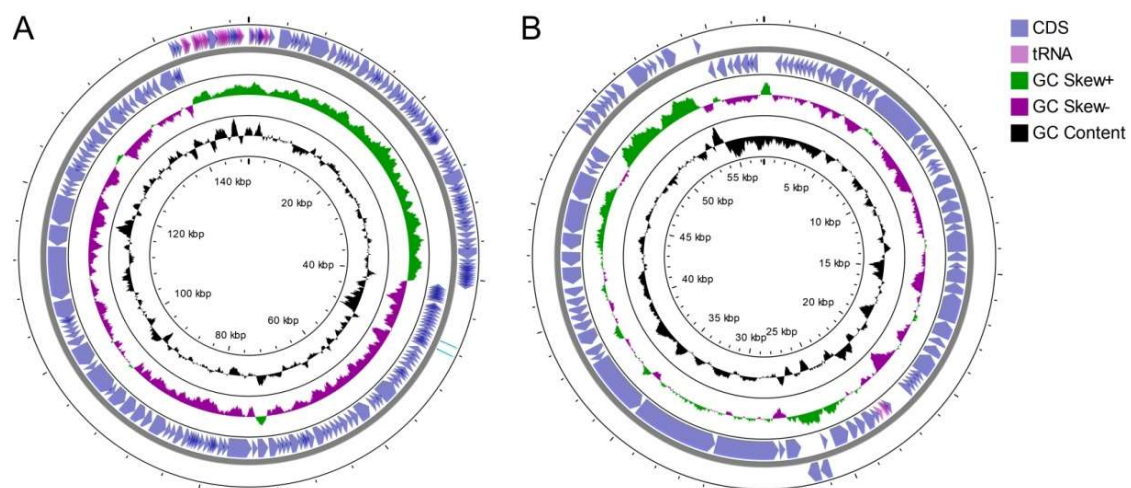 A
B
CDS
tRNA
GC Skew+
GC Skew-
GC Content
140 kbp
20 kbp
120 kbp
40 kbp
100 kbp
60 kbp
80 kbp
55 kbp
5 kbp
50 kbp
10 kbp
45 kbp
15 kbp
40 kbp
20 kbp
35 kbp
25 kbp
30 kbp